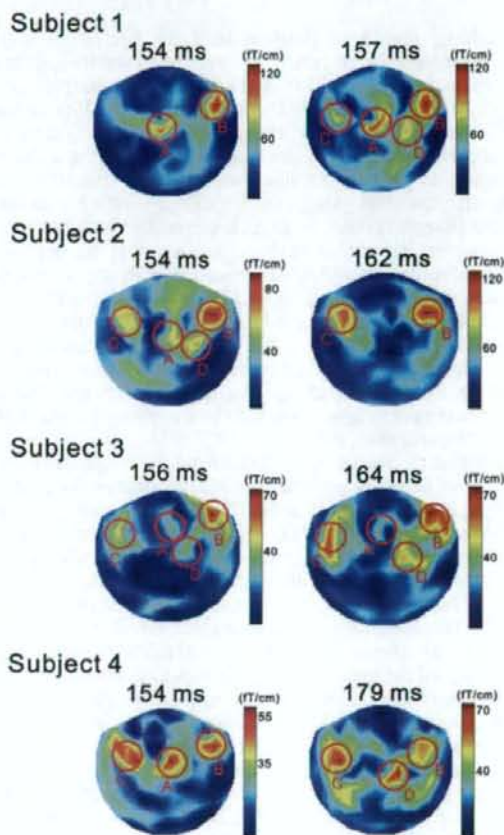 Subject 1
154 ms
157 ms
(fT/cm)
120
60
(fT/cm)
120
60
A
B
C
A
B
Subject 2
154 ms
162 ms
(fT/cm)
80
40
(fT/cm)
120
60
A
D
C
B
Subject 3
156 ms
164 ms
(fT/cm)
70
40
(fT/cm)
70
40
B
B
Subject 4
154 ms
179 ms
(fT/cm)
55
35
(fT/cm)
70
40
A
B
C
D
B